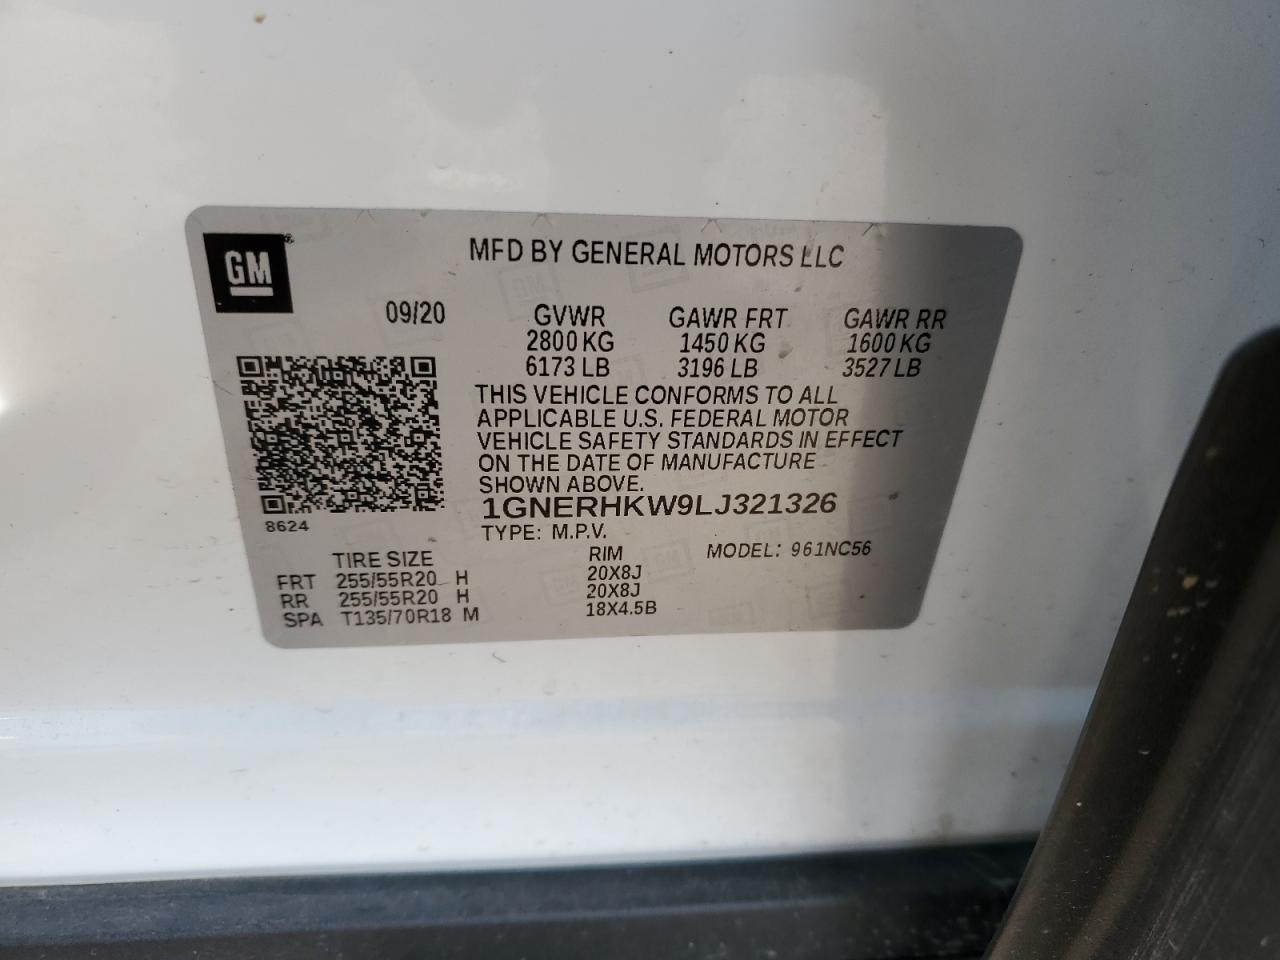 GM
MFD BY GENERAL MOTORS LLC
09/20 GVWR GAWR FRT GAWR RR
2800 KG 1450 KG 1600 KG
6173 LB 3196 LB 3527 LB
THIS VEHICLE CONFORMS TO ALL
APPLICABLE U.S. FEDERAL MOTOR
VEHICLE SAFETY STANDARDS IN EFFECT
ON THE DATE OF MANUFACTURE
SHOWN ABOVE.
1GNERHKW9LJ321326
8624
TYPE: M.P.V.
TIRE SIZE RIM MODEL: 961NC56
FRT 255/55R20 H 20X8J
RR 255/55R20 H 20X8J
SPA T135/70R18 M 18X4.5B